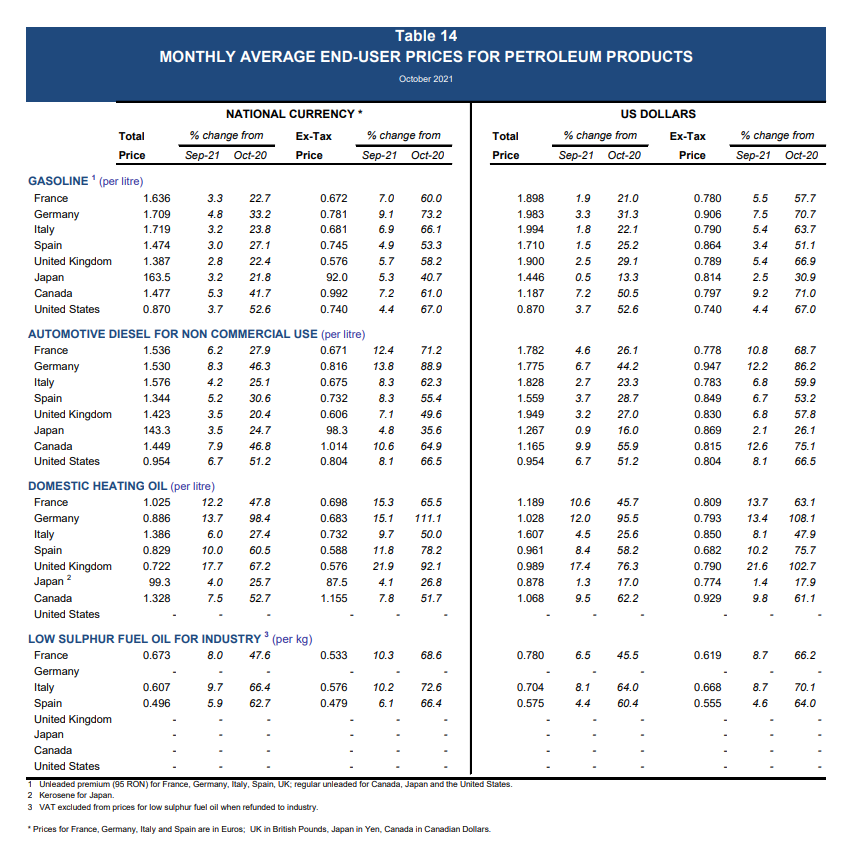 Table 14
MONTHLY AVERAGE END-USER PRICES FOR PETROLEUM PRODUCTS
October 2021
NATIONAL CURRENCY * US DOLLARS
Total % change from Ex-Tax % change from Total % change from Ex-Tax % change from
Price Sep-21 Oct-20 Price Sep-21 Oct-20 Price Sep-21 Oct-20 Price Sep-21 Oct-20
GASOLINE 1 (per litre)
France 1.636 3.3 22.7 0.672 7.0 60.0 1.898 1.9 21.0 0.780 5.5 57.7
Germany 1.709 4.8 33.2 0.781 9.1 73.2 1.983 3.3 31.3 0.906 7.5 70.7
Italy 1.719 3.2 23.8 0.681 6.9 66.1 1.994 1.8 22.1 0.790 5.4 63.7
Spain 1.474 3.0 27.1 0.745 4.9 53.3 1.710 1.5 25.2 0.864 3.4 51.1
United Kingdom 1.387 2.8 22.4 0.576 5.7 58.2 1.900 2.5 29.1 0.789 5.4 66.9
Japan 163.5 3.2 21.8 92.0 5.3 40.7 1.446 0.5 13.3 0.814 2.5 30.9
Canada 1.477 5.3 41.7 0.992 7.2 61.0 1.187 7.2 50.5 0.797 9.2 71.0
United States 0.870 3.7 52.6 0.740 4.4 67.0 0.870 3.7 52.6 0.740 4.4 67.0
AUTOMOTIVE DIESEL FOR NON COMMERCIAL USE (per litre)
France 1.536 6.2 27.9 0.671 12.4 71.2 1.782 4.6 26.1 0.778 10.8 68.7
Germany 1.530 8.3 46.3 0.816 13.8 88.9 1.775 6.7 44.2 0.947 12.2 86.2
Italy 1.576 4.2 25.1 0.675 8.3 62.3 1.828 2.7 23.3 0.783 6.8 59.9
Spain 1.344 5.2 30.6 0.732 8.3 55.4 1.559 3.7 28.7 0.849 6.7 53.2
United Kingdom 1.423 3.5 20.4 0.606 7.1 49.6 1.949 3.2 27.0 0.830 6.8 57.8
Japan 143.3 3.5 24.7 98.3 4.8 35.6 1.267 0.9 16.0 0.869 2.1 26.1
Canada 1.449 7.9 46.8 1.014 10.6 64.9 1.165 9.9 55.9 0.815 12.6 75.1
United States 0.954 6.7 51.2 0.804 8.1 66.5 0.954 6.7 51.2 0.804 8.1 66.5
DOMESTIC HEATING OIL (per litre)
France 1.025 12.2 47.8 0.698 15.3 65.5 1.189 10.6 45.7 0.809 13.7 63.1
Germany 0.886 13.7 98.4 0.683 15.1 111.1 1.028 12.0 95.5 0.793 13.4 108.1
Italy 1.386 6.0 27.4 0.732 9.7 50.0 1.607 4.5 25.6 0.850 8.1 47.9
Spain 0.829 10.0 60.5 0.588 11.8 78.2 0.961 8.4 58.2 0.682 10.2 75.7
United Kingdom 0.722 17.7 67.2 0.576 21.9 92.1 0.989 17.4 76.3 0.790 21.6 102.7
Japan 2 99.3 4.0 25.7 87.5 4.1 26.8 0.878 1.3 17.0 0.774 1.4 17.9
Canada 1.328 7.5 52.7 1.155 7.8 51.7 1.068 9.5 62.2 0.929 9.8 61.1
United States - - - - - - - - - - - -
LOW SULPHUR FUEL OIL FOR INDUSTRY 3 (per kg)
France 0.673 8.0 47.6 0.533 10.3 68.6 0.780 6.5 45.5 0.619 8.7 66.2
Germany - - - - - - - - - - - -
Italy 0.607 9.7 66.4 0.576 10.2 72.6 0.704 8.1 64.0 0.668 8.7 70.1
Spain 0.496 5.9 62.7 0.479 6.1 66.4 0.575 4.4 60.4 0.555 4.6 64.0
United Kingdom - - - - - - - - - - - -
Japan - - - - - - - - - - - -
Canada - - - - - - - - - - - -
United States - - - - - - - - - - - -
1 Unleaded premium (95 RON) for France, Germany, Italy, Spain, UK; regular unleaded for Canada, Japan and the United States.
2 Kerosene for Japan.
3 VAT excluded from prices for low sulphur fuel oil when refunded to industry.
* Prices for France, Germany, Italy and Spain are in Euros; UK in British Pounds, Japan in Yen, Canada in Canadian Dollars.